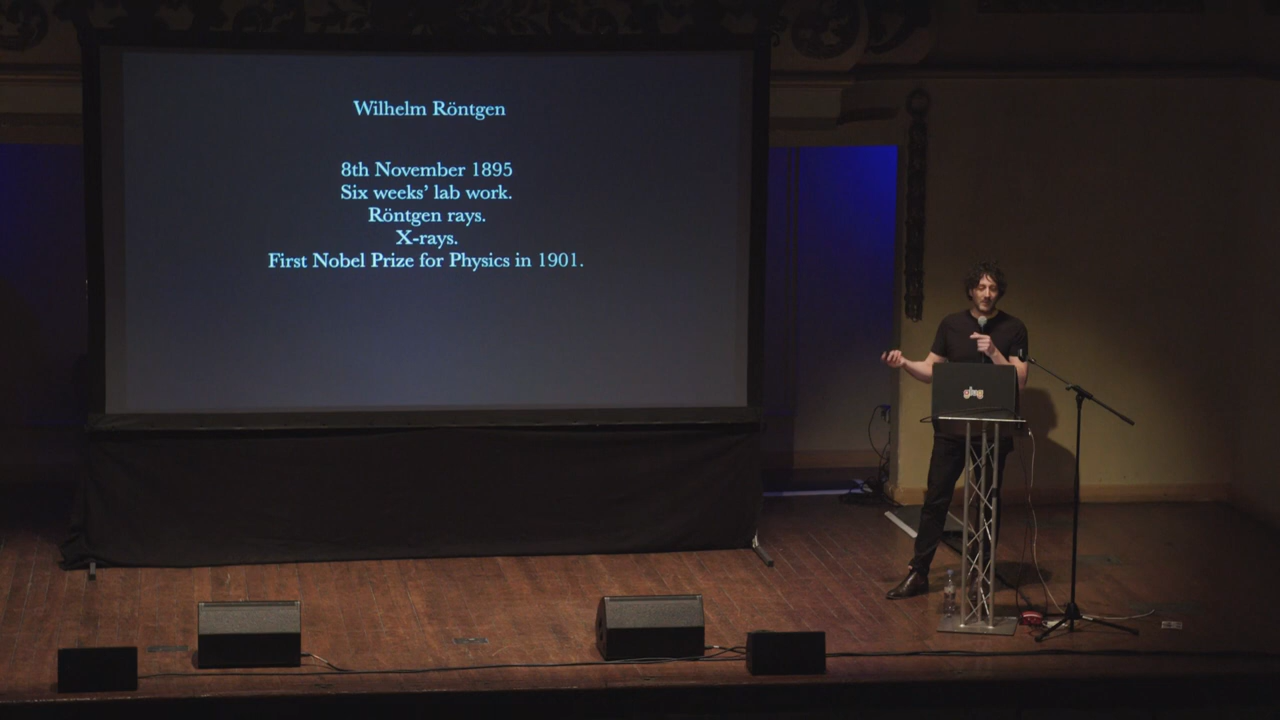 Wilhelm Röntgen
8th November 1895
Six weeks’ lab work.
Röntgen rays.
X-rays.
First Nobel Prize for Physics in 1901.